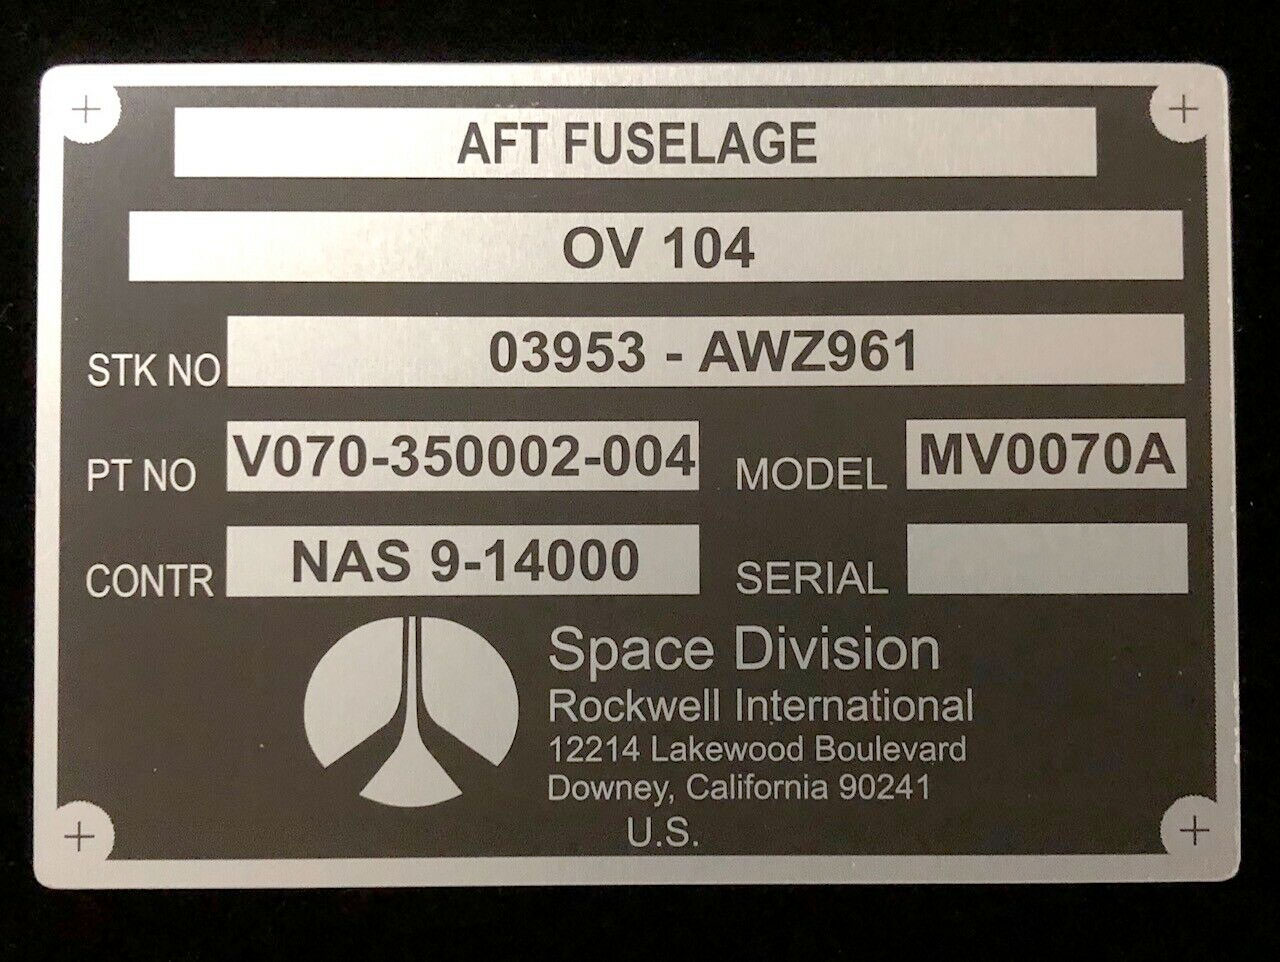 AFT FUSELAGE
OV 104
STK NO 03953 - AWZ961
PT NO V070-350002-004 MODEL MV0070A
CONTR NAS 9-14000 SERIAL
Space Division
Rockwell International
12214 Lakewood Boulevard
Downey, California 90241
U.S.